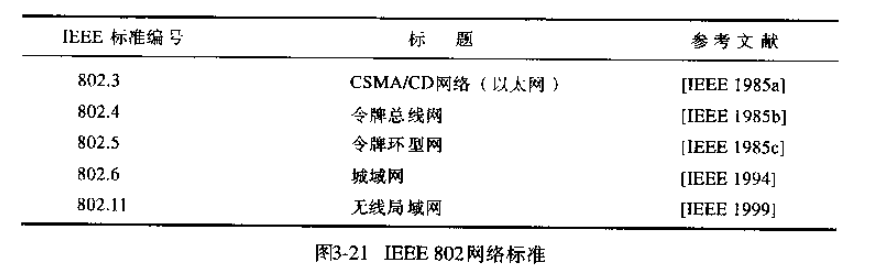 IEEE 标准编号 标 题 参考文献
802.3 CSMA/CD网络（以太网） [IEEE 1985a]
802.4 令牌总线网 [IEEE 1985b]
802.5 令牌环型网 [IEEE 1985c]
802.6 城域网 [IEEE 1994]
802.11 无线局域网 [IEEE 1999]
图3-21 IEEE 802网络标准